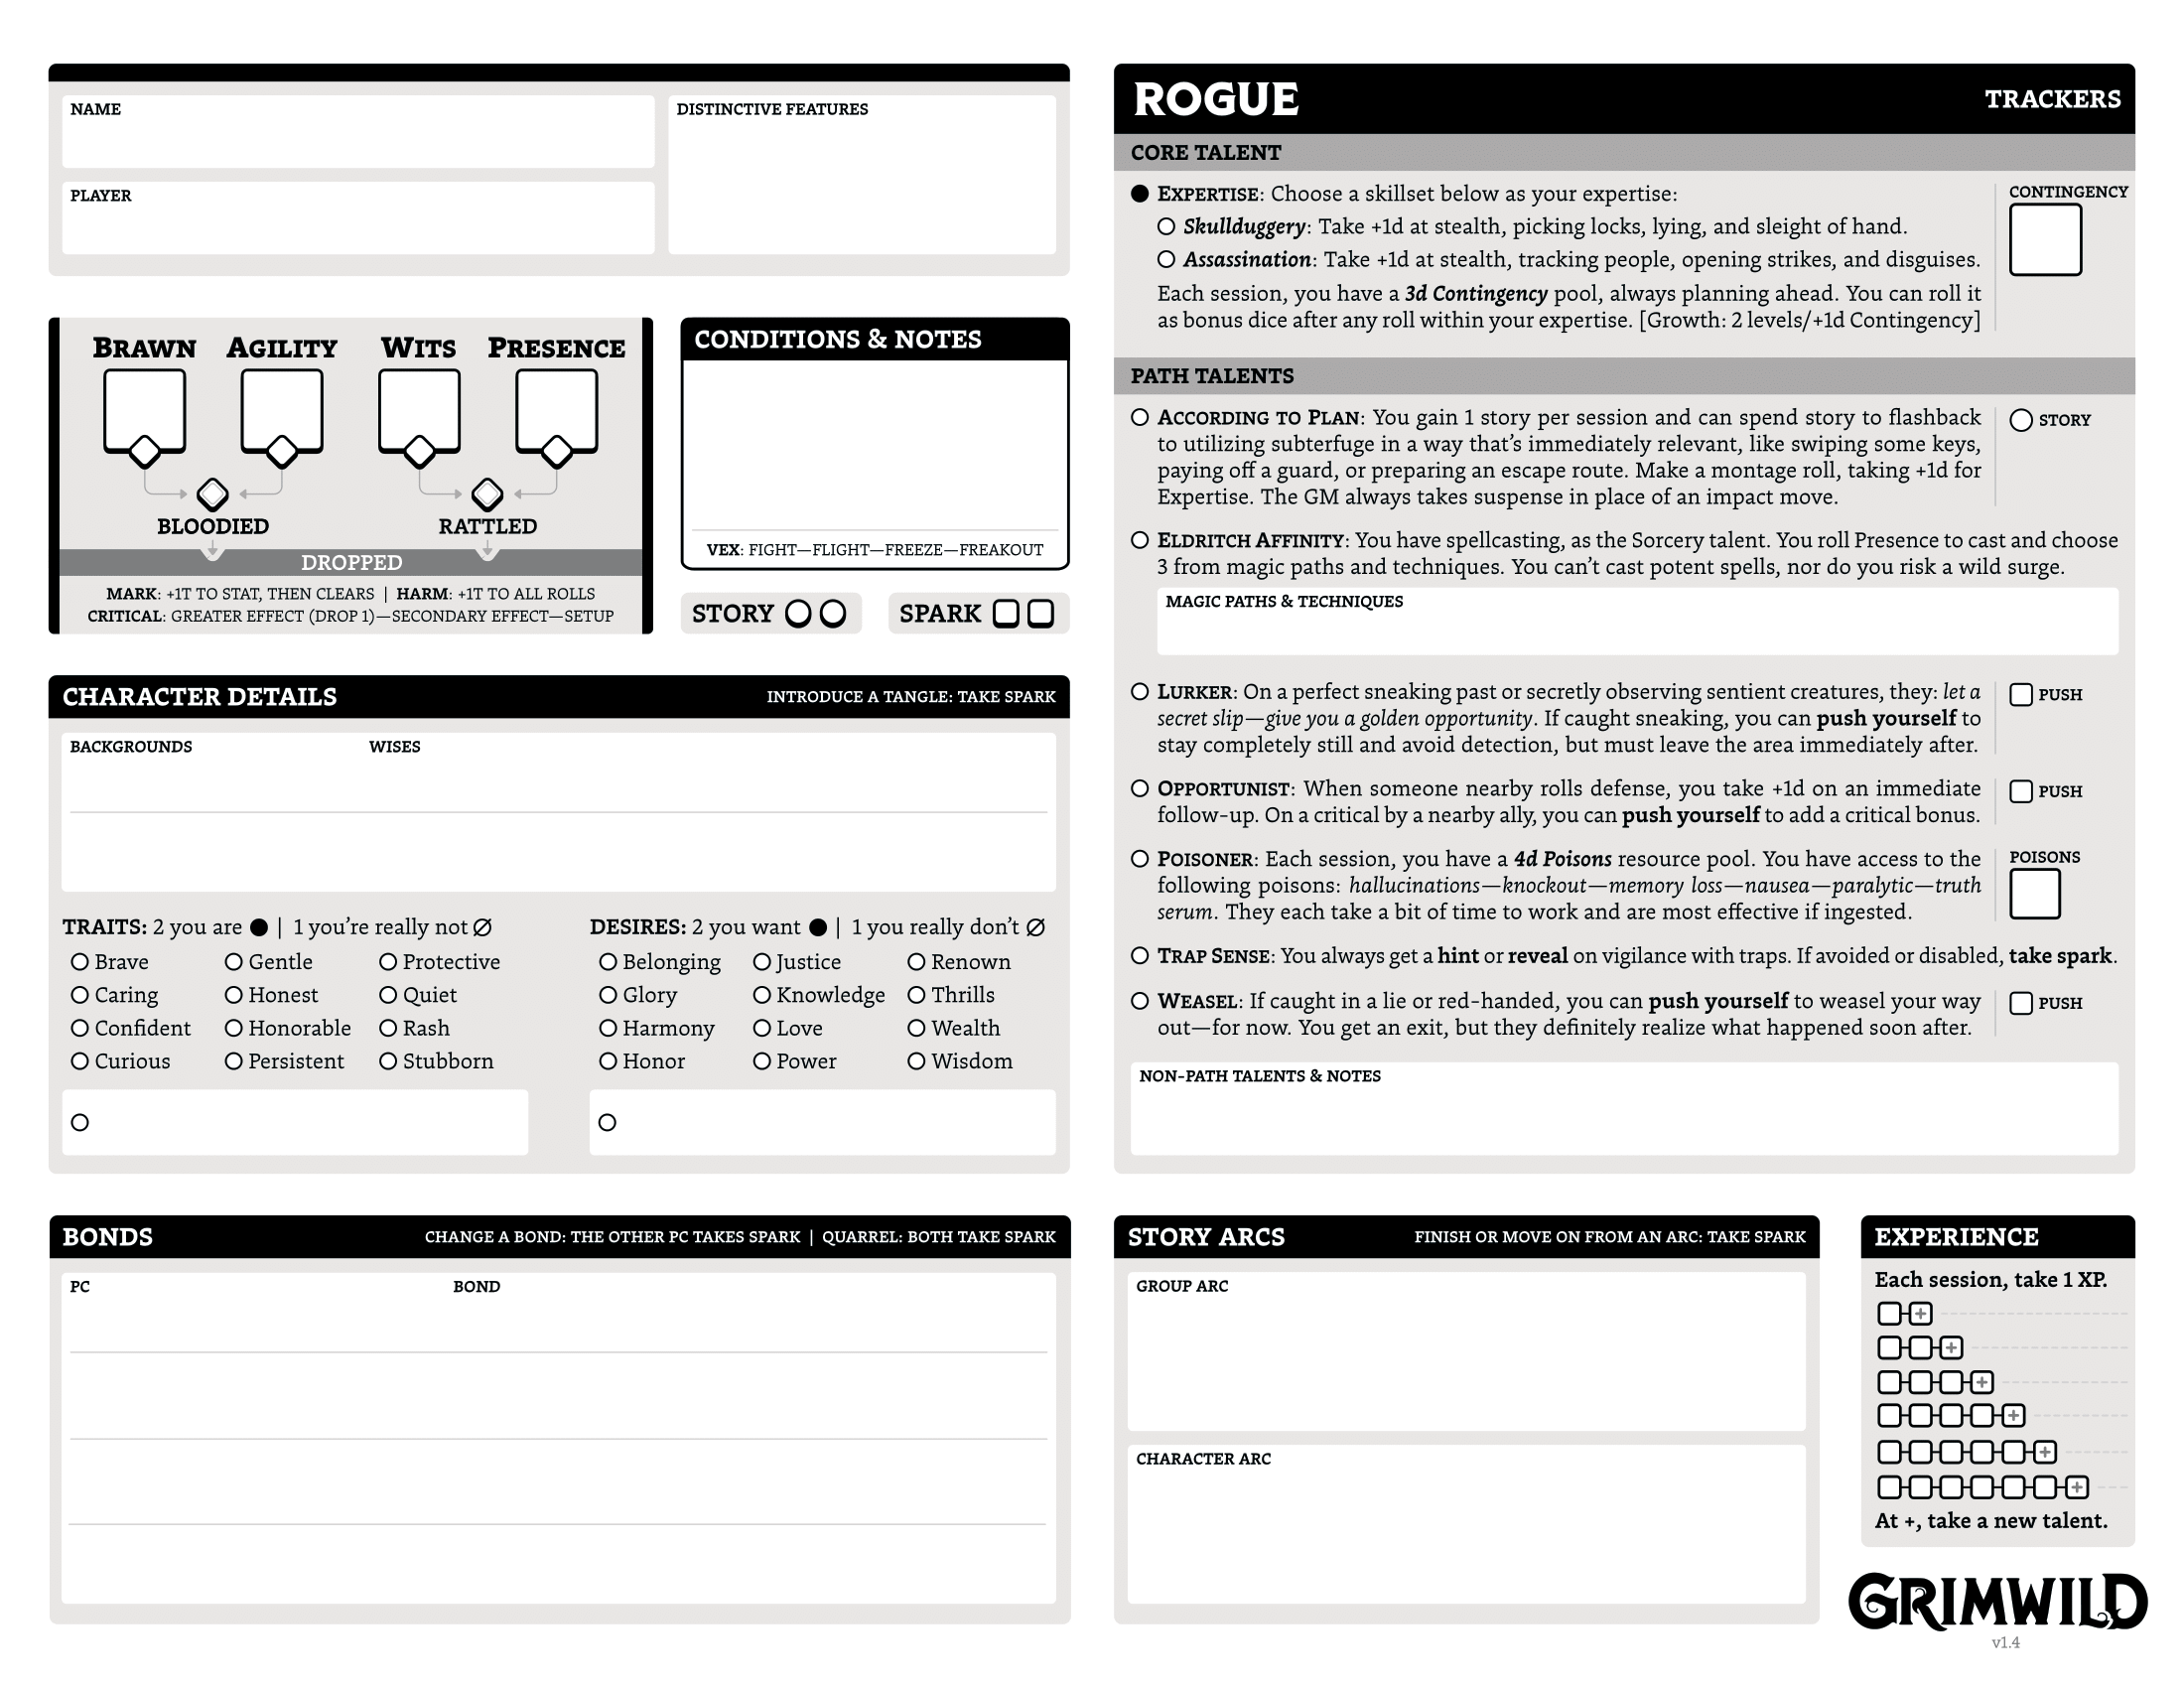 NAME
DISTINCTIVE FEATURES
PLAYER
BRAWN AGILITY WITS PRESENCE
BLOODIED RATTLED
DROPPED
MARK: +1T TO STAT, THEN CLEARS | HARM: +1T TO ALL ROLLS
CRITICAL: GREATER EFFECT (DROP 1)—SECONDARY EFFECT—SETUP
CONDITIONS & NOTES
VEX: FIGHT—FLIGHT—FREEZE—FREAKOUT
STORY
SPARK
CHARACTER DETAILS INTRODUCE A TANGLE: TAKE SPARK
BACKGROUNDS WISES
TRAITS: 2 you are ● | 1 you're really not ∅
Brave Gentle Protective
Caring Honest Quiet
Confident Honorable Rash
Curious Persistent Stubborn
DESIRES: 2 you want ● | 1 you really don't ∅
Belonging Justice Renown
Glory Knowledge Thrills
Harmony Love Wealth
Honor Power Wisdom
BONDS CHANGE A BOND: THE OTHER PC TAKES SPARK | QUARREL: BOTH TAKE SPARK
PC BOND
ROGUE TRACKERS
CORE TALENT
EXPERTISE: Choose a skillset below as your expertise:
CONTINGENCY
Skullduggery: Take +1d at stealth, picking locks, lying, and sleight of hand.
Assassination: Take +1d at stealth, tracking people, opening strikes, and disguises.
Each session, you have a 3d Contingency pool, always planning ahead. You can roll it
as bonus dice after any roll within your expertise. [Growth: 2 levels/+1d Contingency]
PATH TALENTS
ACCORDING TO PLAN: You gain 1 story per session and can spend story to flashback
STORY
to utilizing subterfuge in a way that's immediately relevant, like swiping some keys,
paying off a guard, or preparing an escape route. Make a montage roll, taking +1d for
Expertise. The GM always takes suspense in place of an impact move.
ELDRITCH AFFINITY: You have spellcasting, as the Sorcery talent. You roll Presence to cast and choose
3 from magic paths and techniques. You can't cast potent spells, nor do you risk a wild surge.
MAGIC PATHS & TECHNIQUES
LURKER: On a perfect sneaking past or secretly observing sentient creatures, they: let a
PUSH
secret slip—give you a golden opportunity. If caught sneaking, you can push yourself to
stay completely still and avoid detection, but must leave the area immediately after.
OPPORTUNIST: When someone nearby rolls defense, you take +1d on an immediate
PUSH
follow-up. On a critical by a nearby ally, you can push yourself to add a critical bonus.
POISONER: Each session, you have a 4d Poisons resource pool. You have access to the
POISONS
following poisons: hallucinations—knockout—memory loss—nausea—paralytic—truth
serum. They each take a bit of time to work and are most effective if ingested.
TRAP SENSE: You always get a hint or reveal on vigilance with traps. If avoided or disabled, take spark.
WEASEL: If caught in a lie or red-handed, you can push yourself to weasel your way
PUSH
out—for now. You get an exit, but they definitely realize what happened soon after.
NON-PATH TALENTS & NOTES
STORY ARCS FINISH OR MOVE ON FROM AN ARC: TAKE SPARK
GROUP ARC
CHARACTER ARC
EXPERIENCE
Each session, take 1 XP.
+
+
+
+
+
+
At +, take a new talent.
GRIMWILD
v1.4